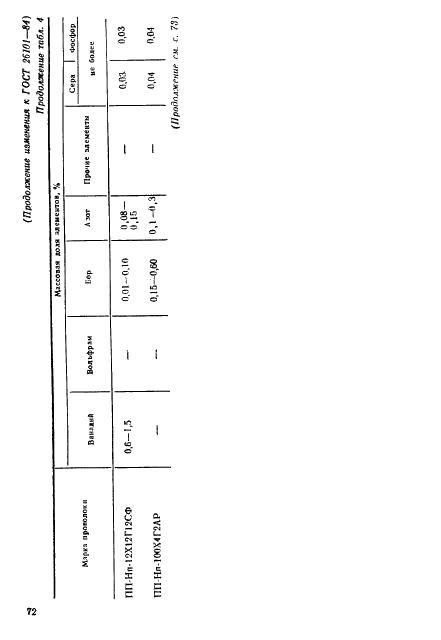 (Продолжение изменения к ГОСТ 26101—84)
Продолжение табл. 4
Массовая доля элементов, %
Марка проволоки Ванадий Вольфрам Бор Азот Прочие элементы Сера Фосфор
не более
ПП-Нп-12Х12Г12СФ 0,6—1,5 — 0,01—0,10 0,08—0,15 — 0,03 0,03
ПП-Нп-100Х4Г2АР — — 0,15—0,60 0,1—0,3 — 0,04 0,04
(Продолжение см. с. 73)
72